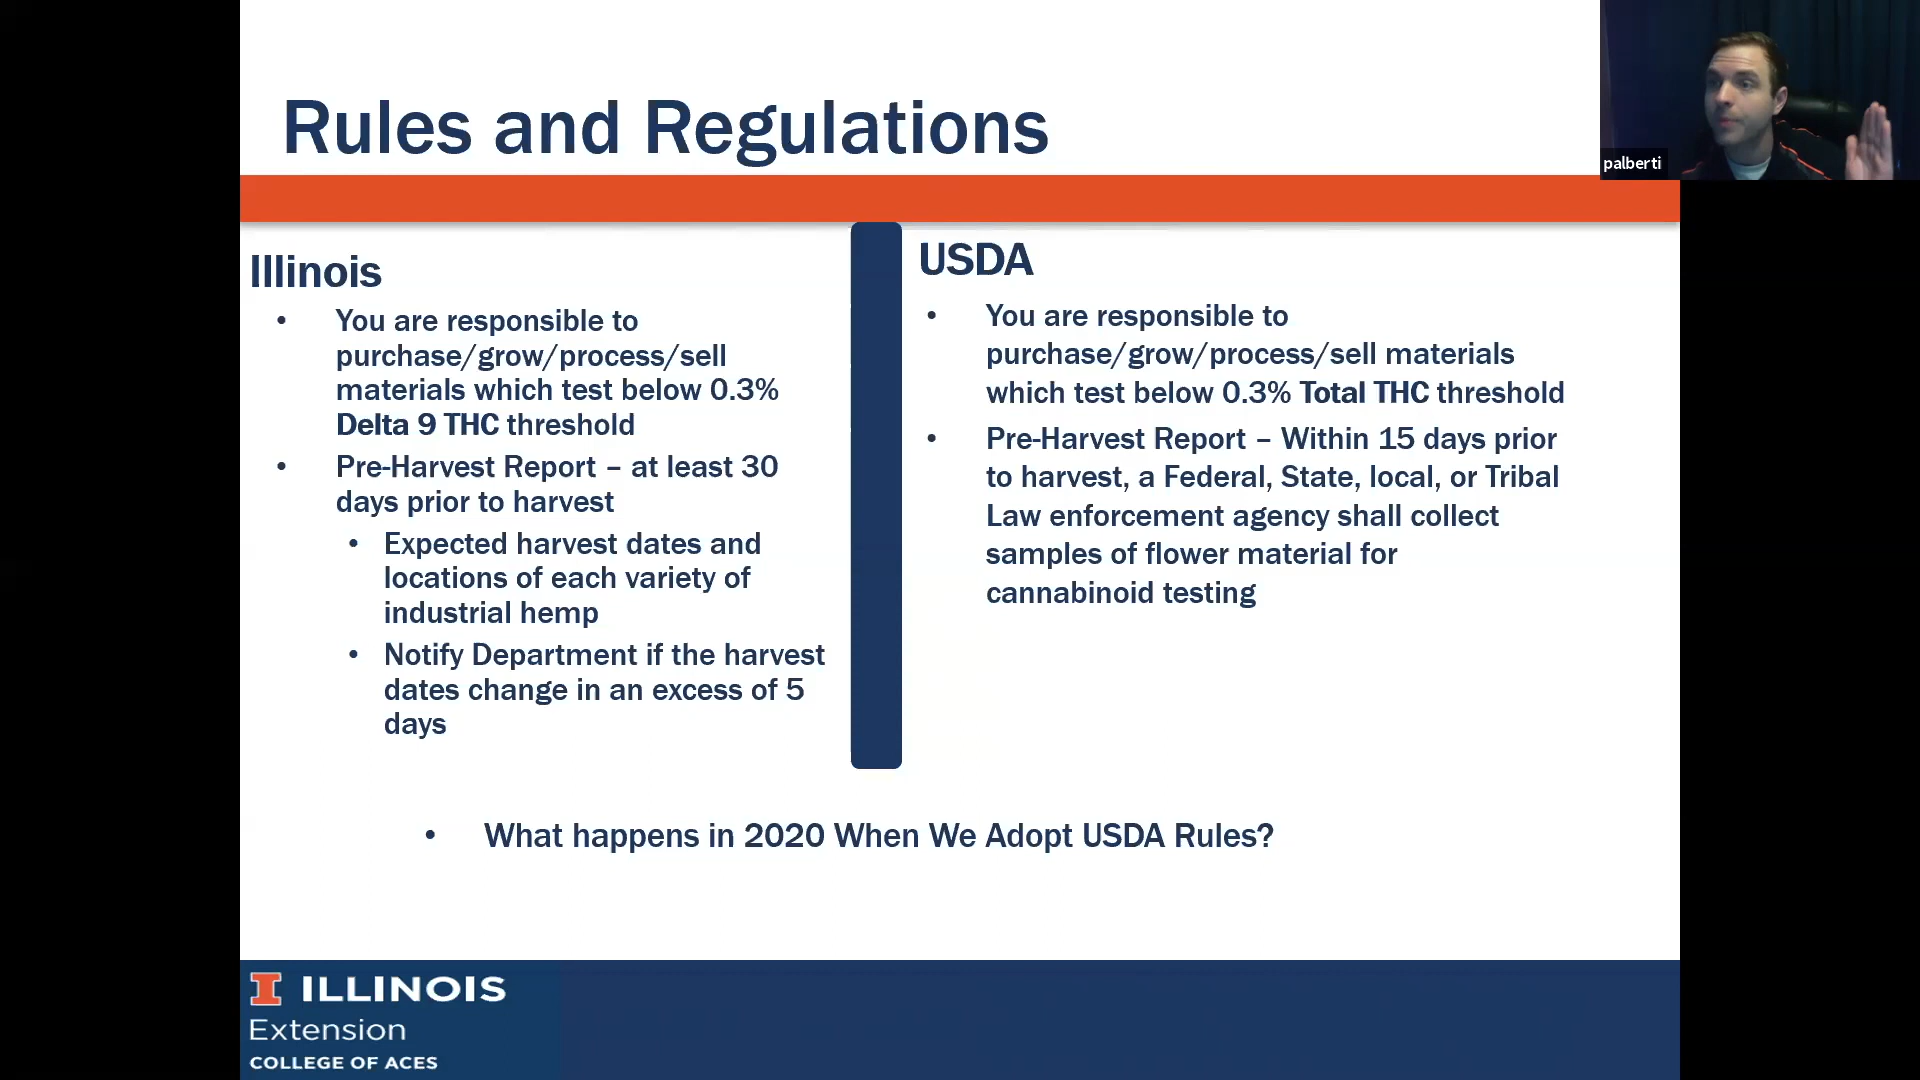 Rules and Regulations
palberti
Illinois
• You are responsible to
purchase/grow/process/sell
materials which test below 0.3%
Delta 9 THC threshold
• Pre-Harvest Report – at least 30
days prior to harvest
• Expected harvest dates and
locations of each variety of
industrial hemp
• Notify Department if the harvest
dates change in an excess of 5
days
USDA
• You are responsible to
purchase/grow/process/sell materials
which test below 0.3% Total THC threshold
• Pre-Harvest Report – Within 15 days prior
to harvest, a Federal, State, local, or Tribal
Law enforcement agency shall collect
samples of flower material for
cannabinoid testing
• What happens in 2020 When We Adopt USDA Rules?
I ILLINOIS
Extension
COLLEGE OF ACES